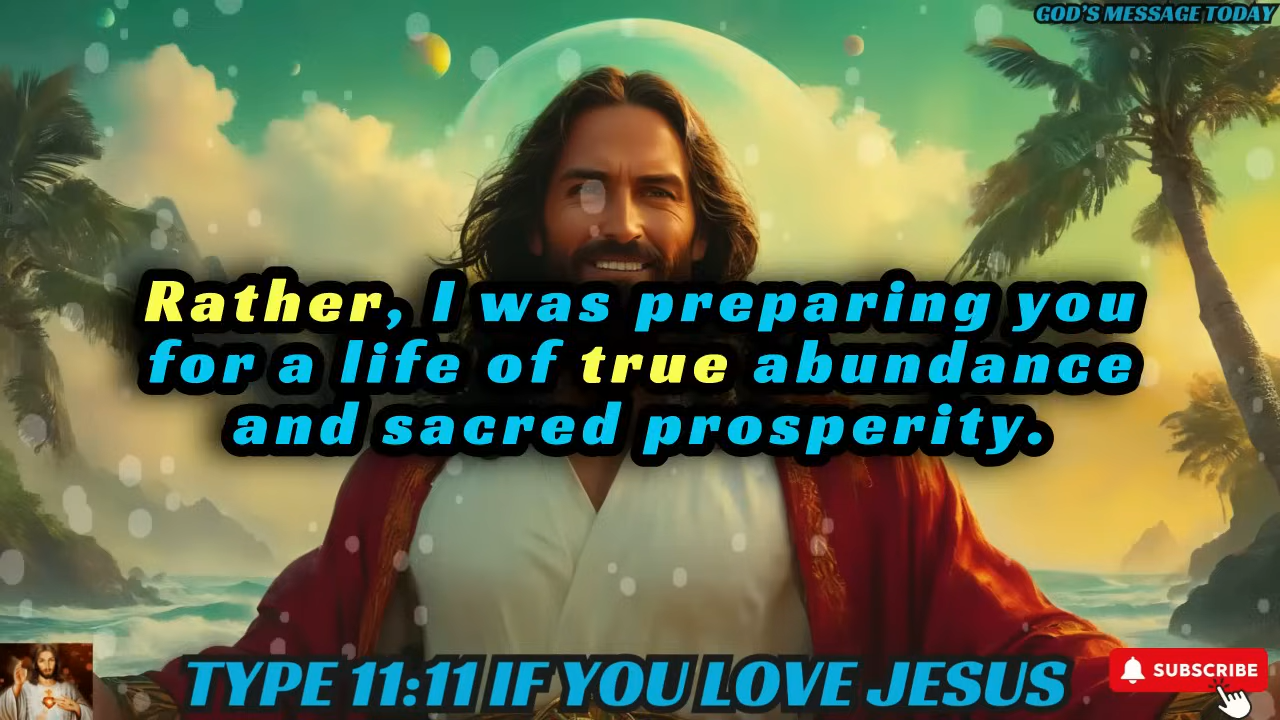 GOD'S MESSAGE TODAY
Rather, I was preparing you
for a life of true abundance
and sacred prosperity.
TYPE 11:11 IF YOU LOVE JESUS
SUBSCRIBE